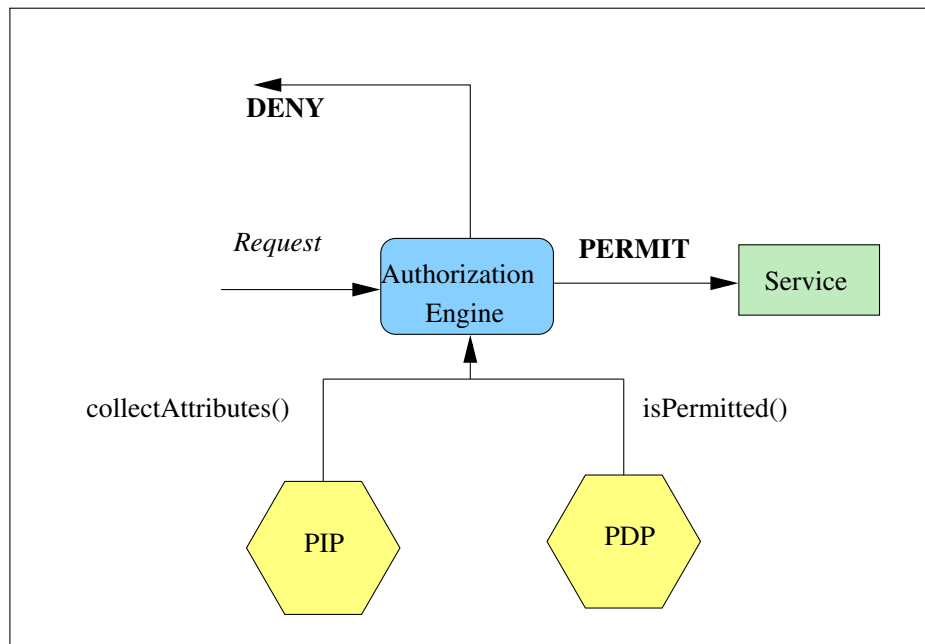 DENY
Request
PERMIT
Authorization
Engine
Service
collectAttributes()
isPermitted()
PIP
PDP